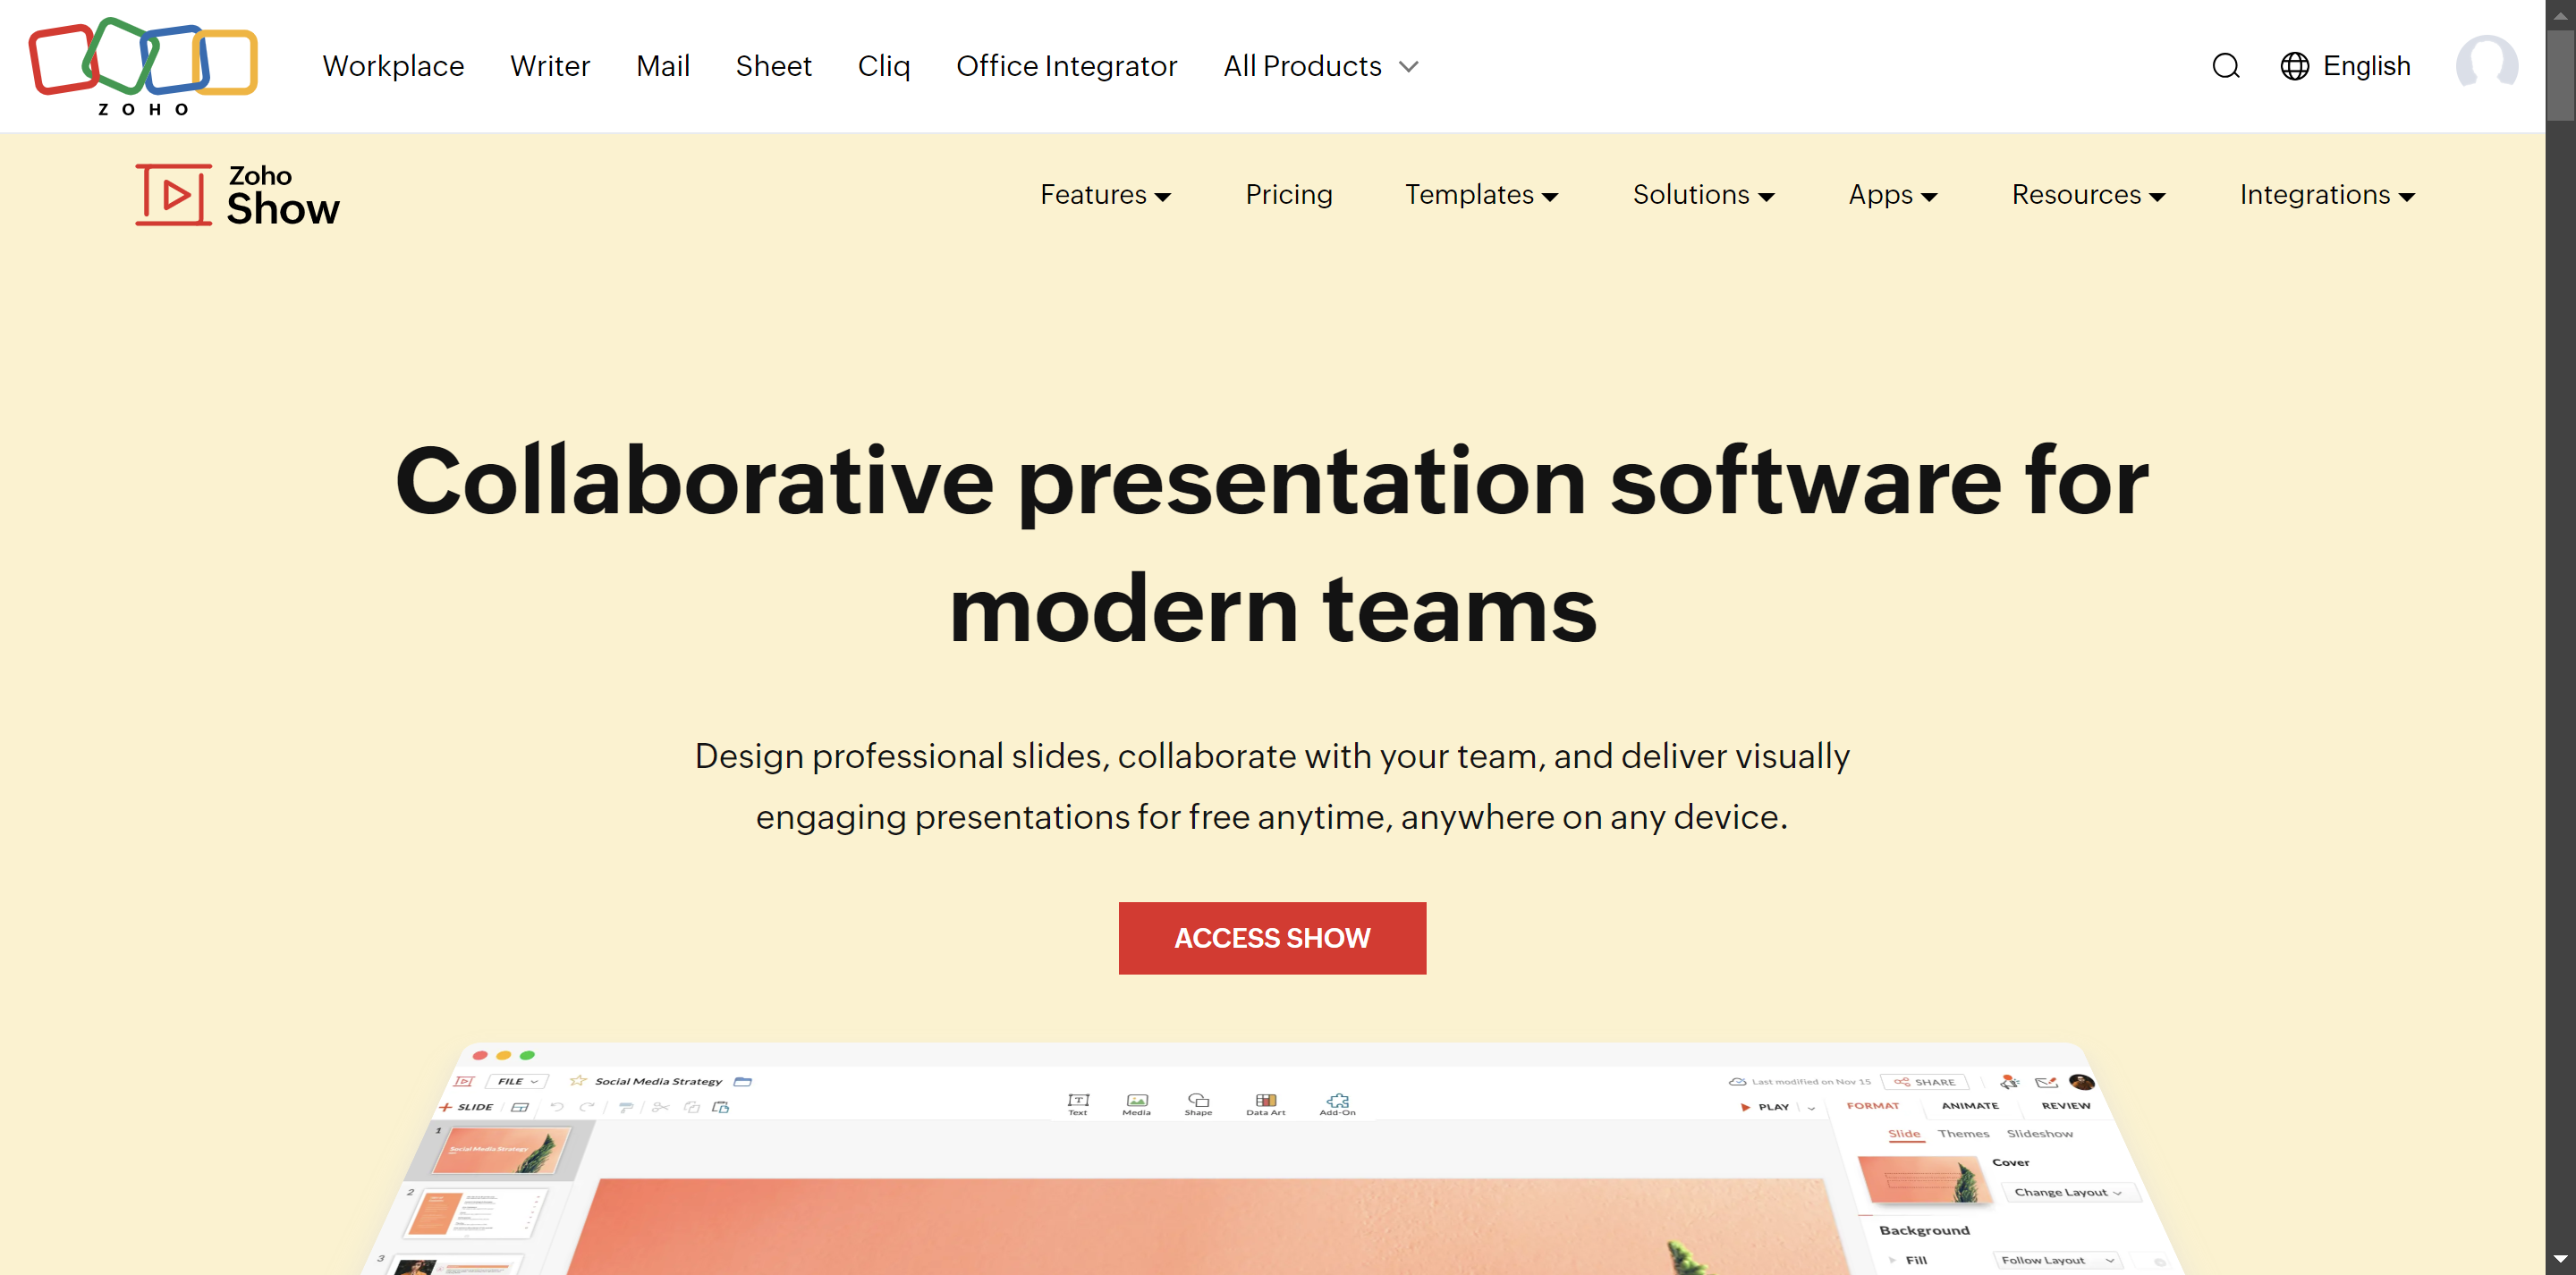 ZOHO
Workplace Writer Mail Sheet Cliq Office Integrator All Products
English
Zoho
Show
Features Pricing Templates Solutions Apps Resources Integrations
Collaborative presentation software for
modern teams
Design professional slides, collaborate with your team, and deliver visually
engaging presentations for free anytime, anywhere on any device.
ACCESS SHOW
FILE Social Media Strategy
Last modified on Nov 15 SHARE
SLIDE
Text Media Shape Data Art Add-On
PLAY FORMAT ANIMATE REVIEW
Slide Themes Slideshow
1
Social Media Strategy
Cover
Change Layout
2
Background
3
Fill Follow Layout